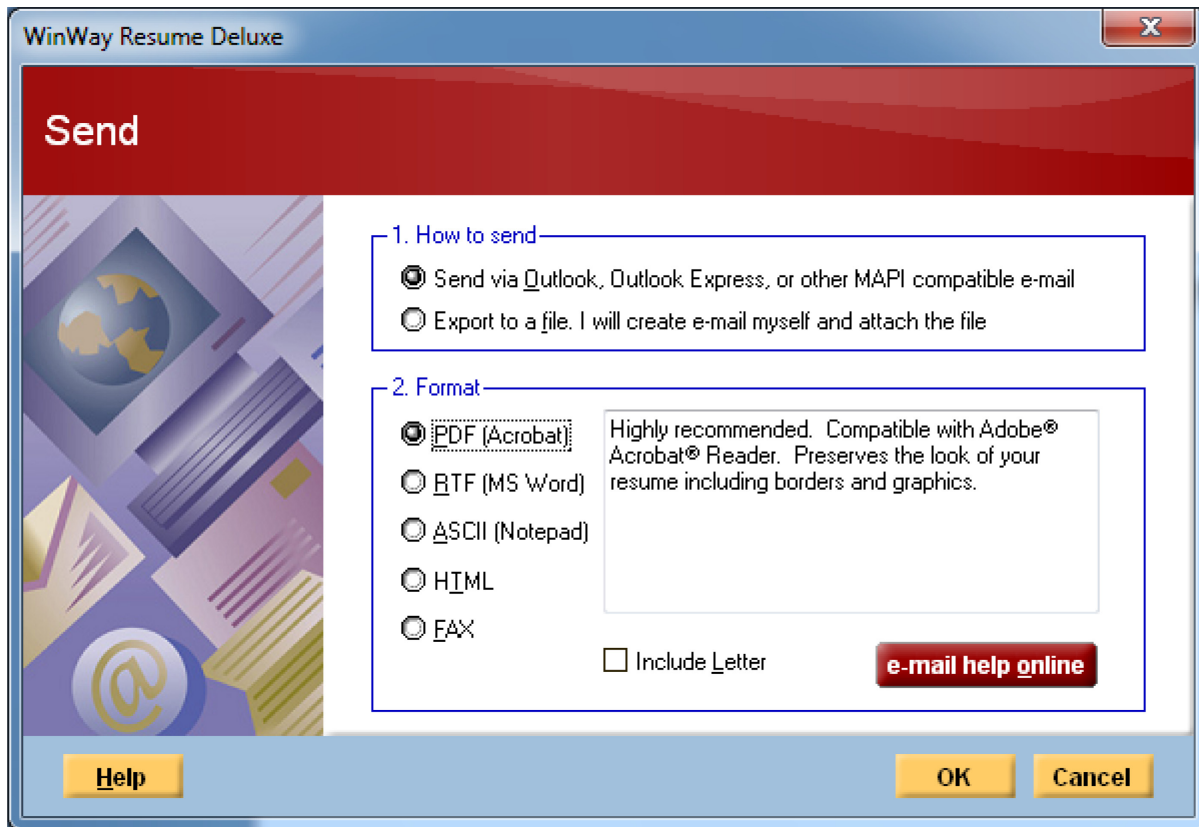 WinWay Resume Deluxe
X
Send
1. How to send
Send via Outlook, Outlook Express, or other MAPI compatible e-mail
Export to a file. I will create e-mail myself and attach the file
2. Format
PDF (Acrobat)
RTF (MS Word)
ASCII (Notepad)
HTML
FAX
Highly recommended. Compatible with Adobe®
Acrobat® Reader. Preserves the look of your
resume including borders and graphics.
Include Letter
e-mail help online
@
Help
OK
Cancel